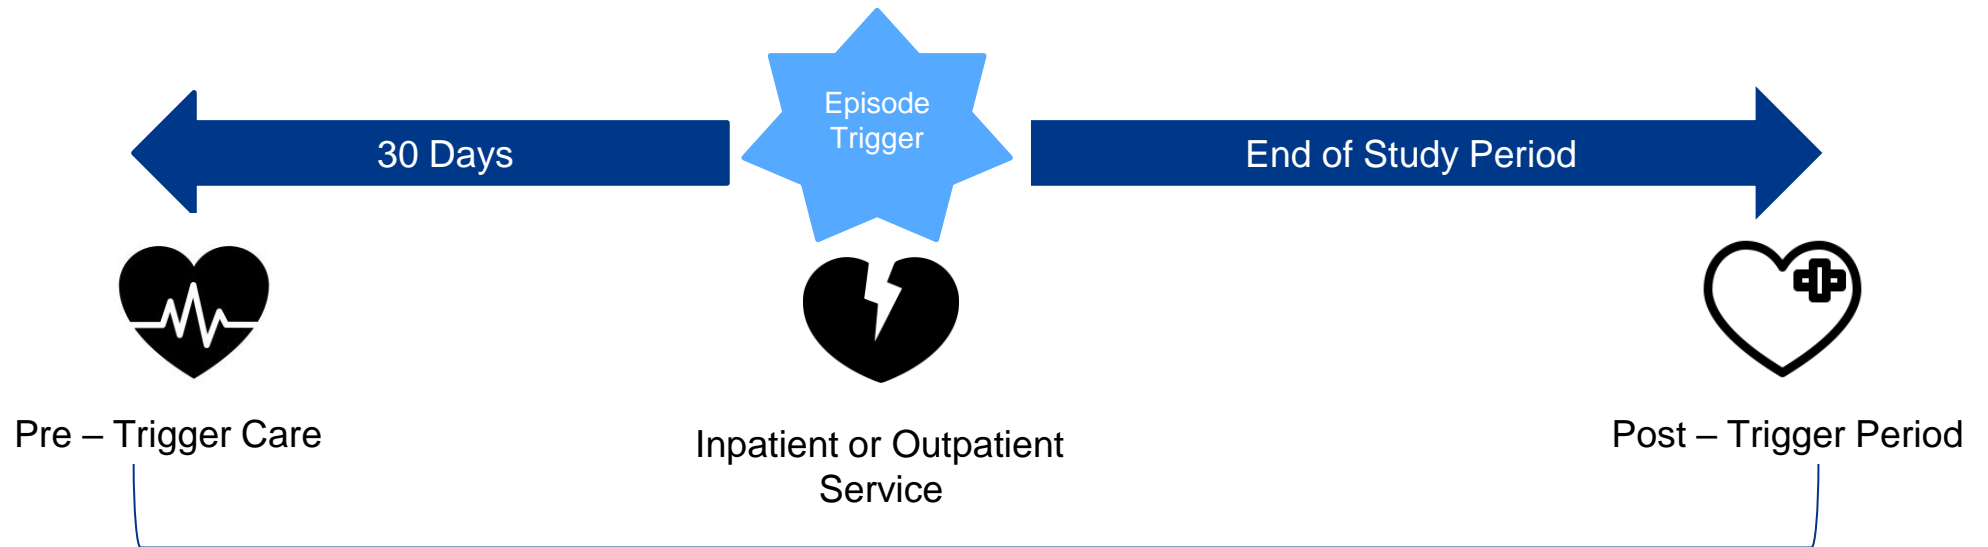 Episode
Trigger
30 Days
End of Study Period
Pre – Trigger Care
Inpatient or Outpatient
Service
Post – Trigger Period